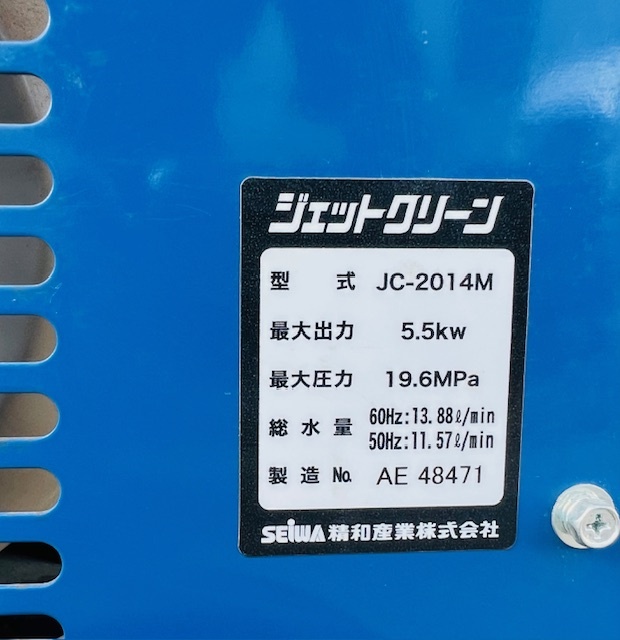 ジェットクリーン
型 式 JC-2014M
最大出力 5.5kw
最大圧力 19.6MPa
総水量 60Hz:13.88ℓ/min
50Hz:11.57ℓ/min
製造 No. AE 48471
SEIWA 精和産業株式会社